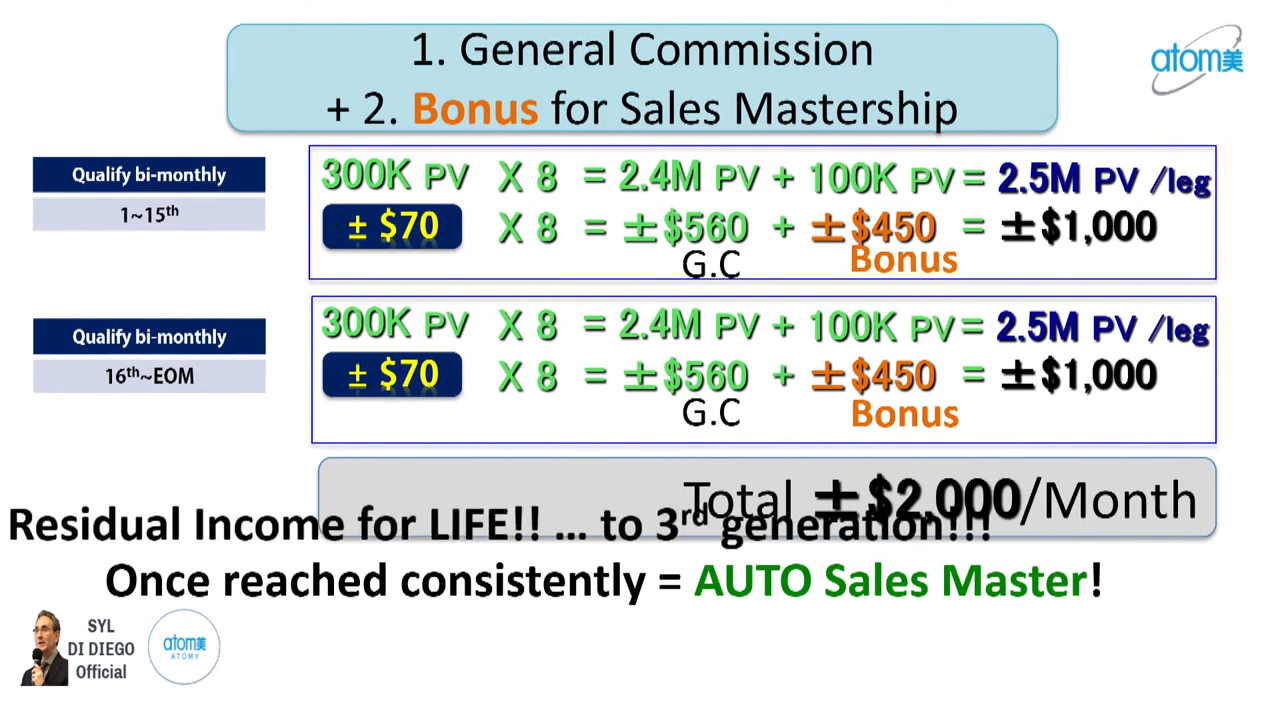 1. General Commission
+ 2. Bonus for Sales Mastership
atom美
Qualify bi-monthly
1~15th
300K PV X 8 = 2.4M PV + 100K PV = 2.5M PV /leg
± $70 X 8 = ±$560 + ±$450 = ±$1,000
G.C Bonus
Qualify bi-monthly
16th~EOM
300K PV X 8 = 2.4M PV + 100K PV = 2.5M PV /leg
± $70 X 8 = ±$560 + ±$450 = ±$1,000
G.C Bonus
Total ±$2,000/Month
Residual Income for LIFE!! ... to 3rd generation!!!
Once reached consistently = AUTO Sales Master!
SYL
DI DIEGO
Official
atom美
ATOMY